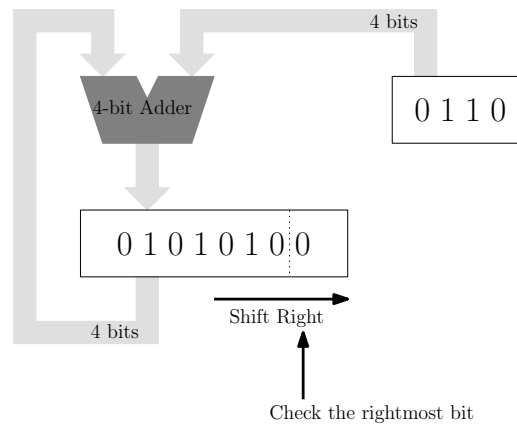 4 bits
4-bit Adder
0 1 1 0
0 1 0 1 0 1 0 0
Shift Right
4 bits
Check the rightmost bit